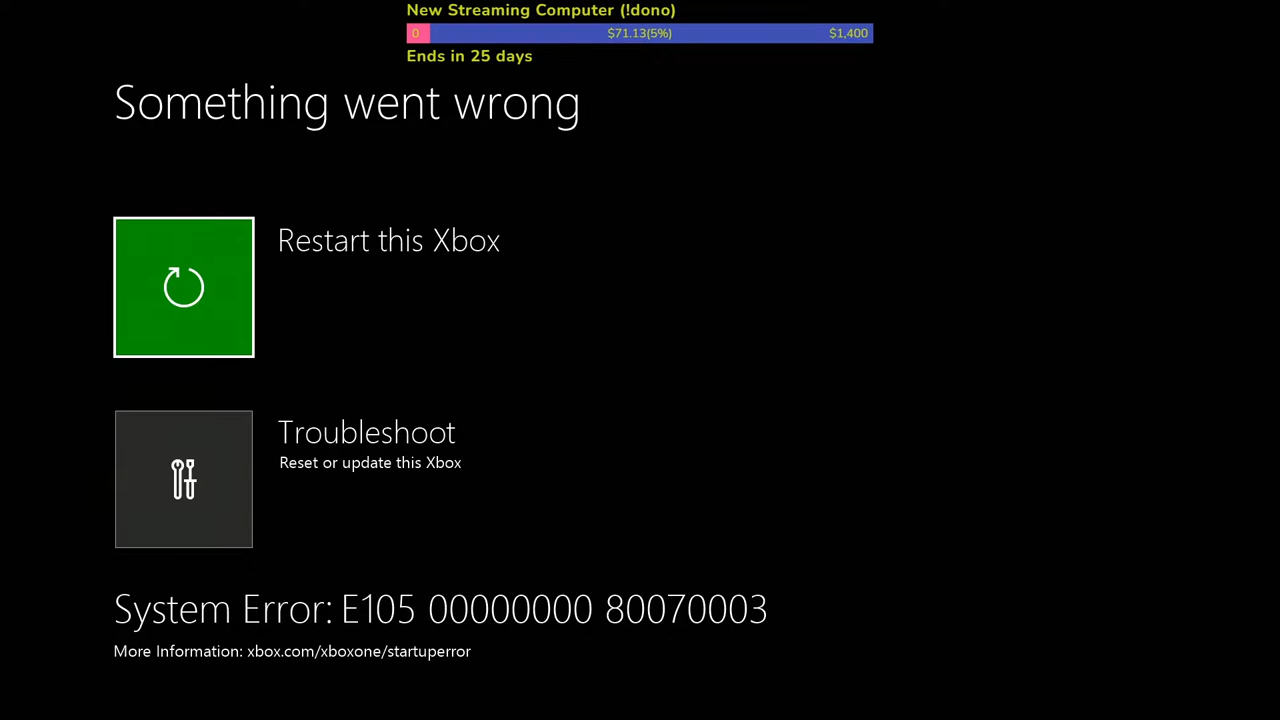 New Streaming Computer (!dono)
0 $71.13(5%) $1,400
Ends in 25 days
Something went wrong
Restart this Xbox
Troubleshoot
Reset or update this Xbox
System Error: E105 00000000 80070003
More Information: xbox.com/xboxone/startuperror